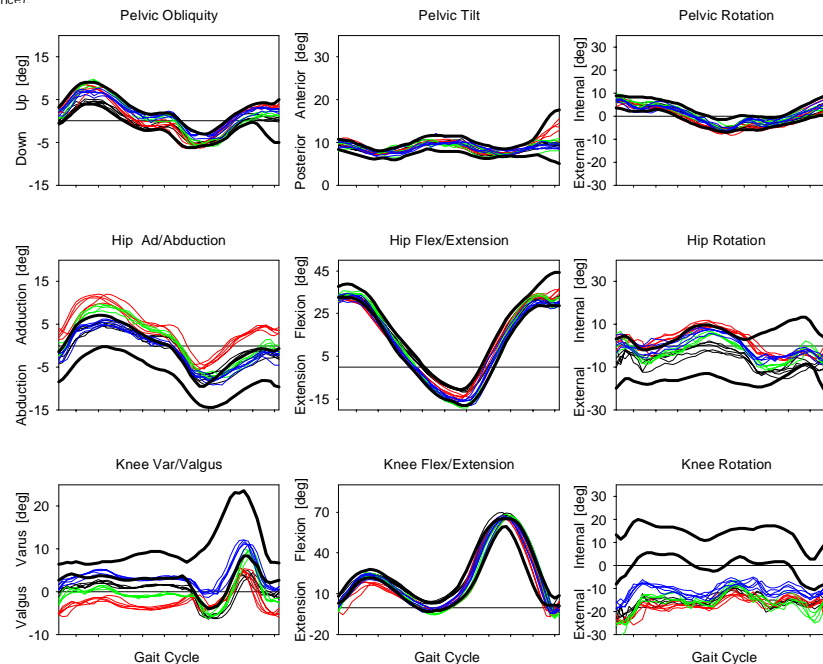 nce).
Pelvic Obliquity
Pelvic Tilt
Pelvic Rotation
Down Up [deg]
15
5
-5
-15
Posterior Anterior [deg]
30
20
10
0
External Internal [deg]
30
20
10
0
-10
-20
-30
Hip Ad/Abduction
Hip Flex/Extension
Hip Rotation
Abduction Adduction [deg]
15
5
-5
-15
Extension Flexion [deg]
45
25
5
-15
External Internal [deg]
30
10
-10
-30
Knee Var/Valgus
Knee Flex/Extension
Knee Rotation
Valgus Varus [deg]
20
10
0
-10
Extension Flexion [deg]
70
40
10
-20
External Internal [deg]
30
20
10
0
-10
-20
-30
Gait Cycle
Gait Cycle
Gait Cycle